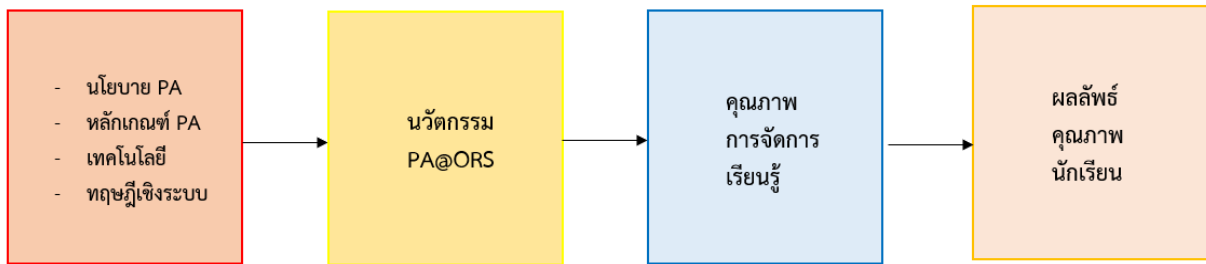 - นโยบาย PA
- หลักเกณฑ์ PA
- เทคโนโลยี
- ทฤษฎีเชิงระบบ
นวัตกรรม
PA@ORS
คุณภาพ
การจัดการ
เรียนรู้
ผลลัพธ์
คุณภาพ
นักเรียน